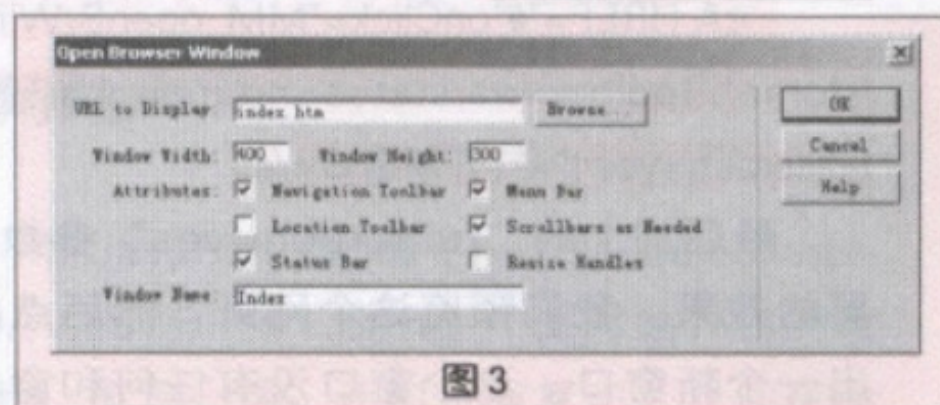 Open Browser Window
URL to Display: index.htm Browse...
OK
Window Width: 400 Window Height: 300
Cancel
Attributes: Navigation Toolbar Menu Bar
Help
Location Toolbar Scrollbars as Needed
Status Bar Resize Handles
Window Name: Index
图3